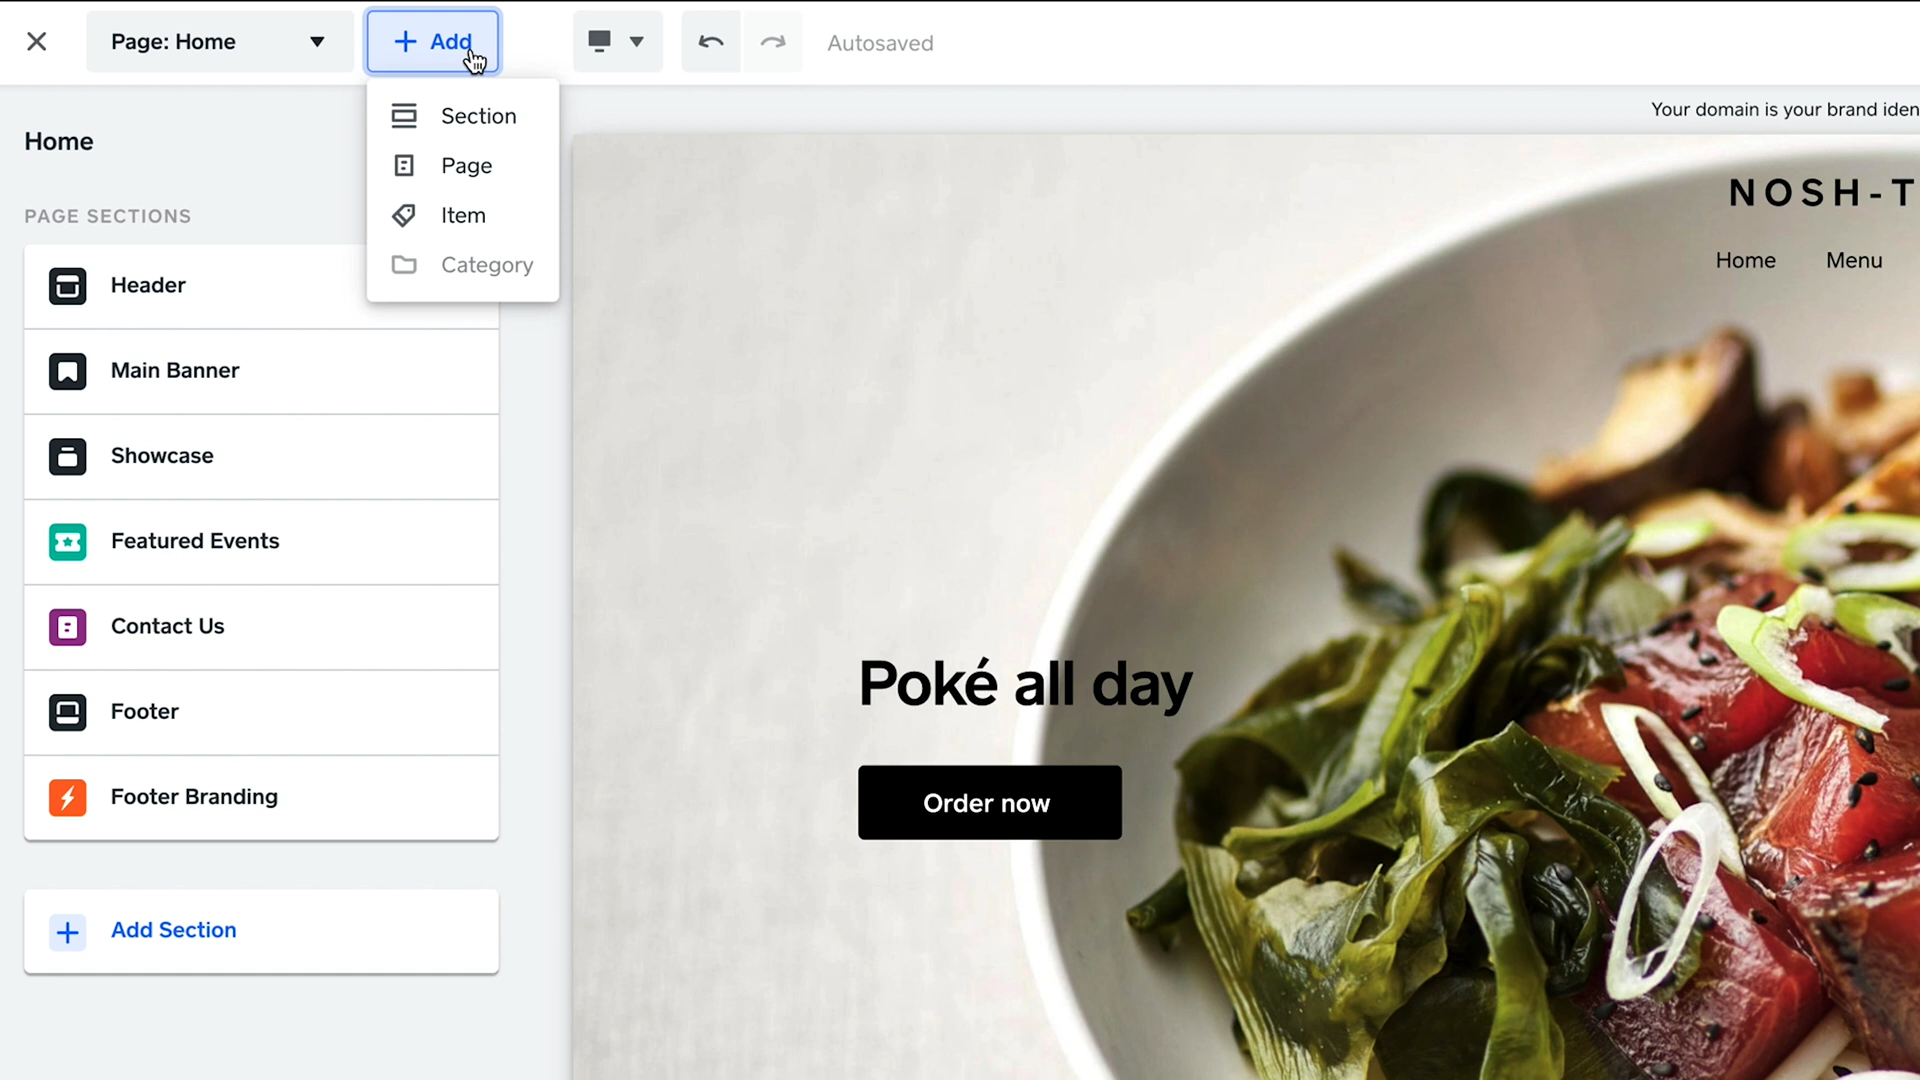 Page: Home
Add
Autosaved
Section
Page
Item
Category
Home
PAGE SECTIONS
Header
Main Banner
Showcase
Featured Events
Contact Us
Footer
Footer Branding
Add Section
Your domain is your brand iden
NOSH-T
Home Menu
Poké all day
Order now